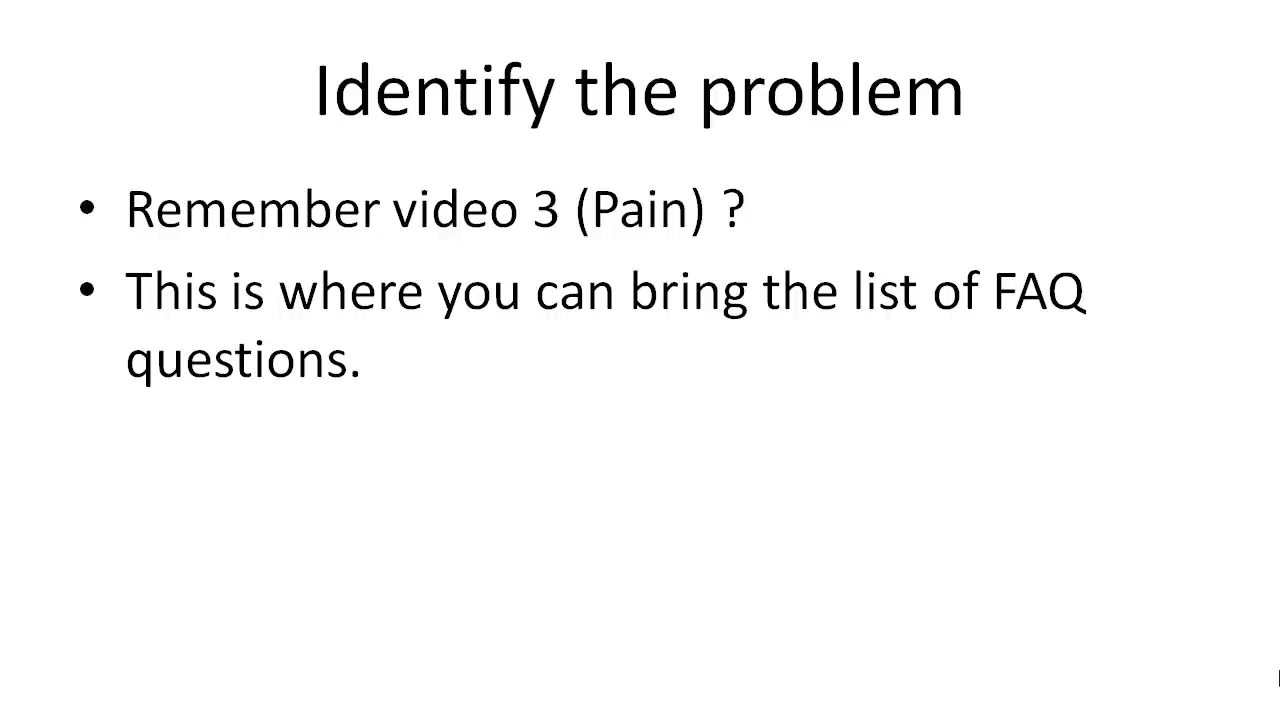 Identify the problem
• Remember video 3 (Pain) ?
• This is where you can bring the list of FAQ
questions.